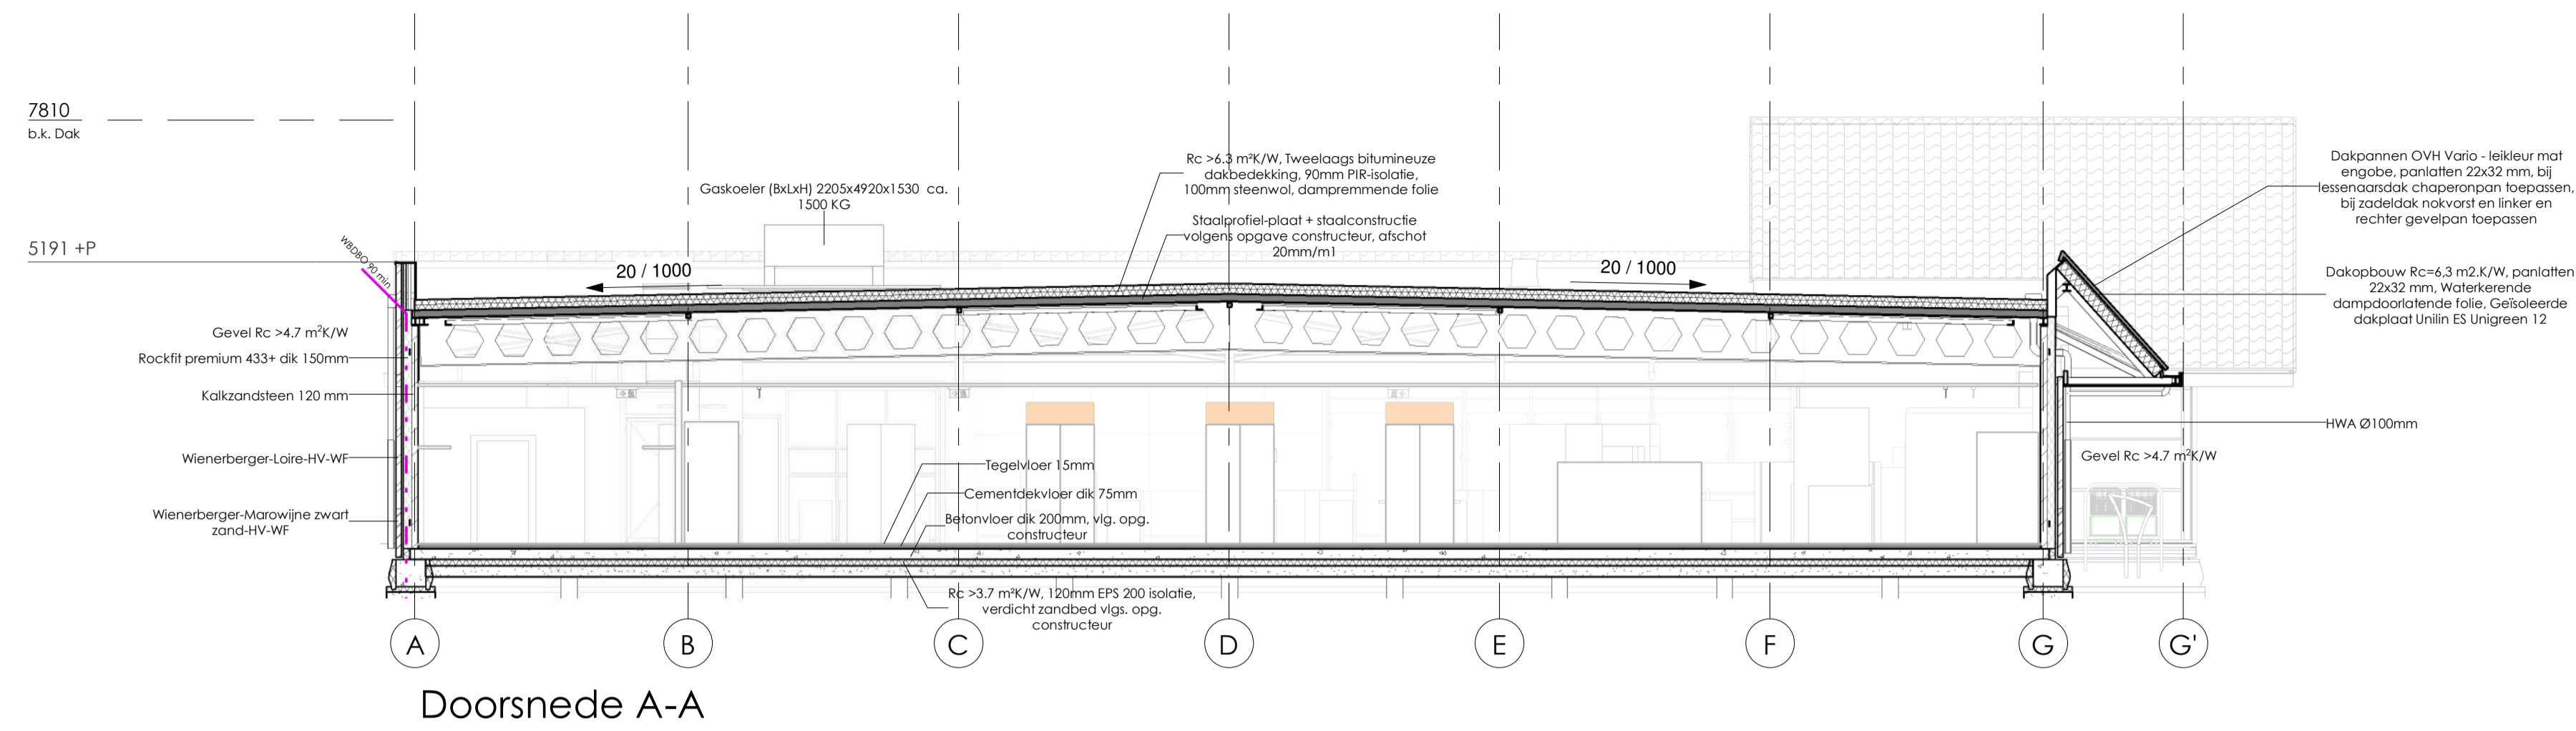 7810
b.k. Dak
5191 +P
WBDBO 90 min
Gevel Rc >4.7 m²K/W
Rockfit premium 433+ dik 150mm
Kalkzandsteen 120 mm
Wienerberger-Loire-HV-WF
Wienerberger-Marowijne zwart
zand-HV-WF
Gaskoeler (BxLxH) 2205x4920x1530 ca.
1500 KG
20 / 1000
Rc >6.3 m²K/W, Tweelaags bitumineuze
dakbedekking, 90mm PIR-isolatie,
100mm steenwol, dampremmende folie
Staalprofiel-plaat + staalconstructie
volgens opgave constructeur, afschot
20mm/m1
20 / 1000
Tegelvloer 15mm
Cementdekvloer dik 75mm
Betonvloer dik 200mm, vlg. opg.
constructeur
Rc >3.7 m²K/W, 120mm EPS 200 isolatie,
verdicht zandbed vlgs. opg.
constructeur
Dakpannen OVH Vario - leikleur mat
engobe, panlatten 22x32 mm, bij
lessenaarsdak chaperonpan toepassen,
bij zadeldak nokvorst en linker en
rechter gevelpan toepassen
Dakopbouw Rc=6,3 m2.K/W, panlatten
22x32 mm, Waterkerende
dampdoorlatende folie, Geïsoleerde
dakplaat Unilin ES Unigreen 12
HWA Ø100mm
Gevel Rc >4.7 m²K/W
A
B
C
D
E
F
G
G'
Doorsnede A-A